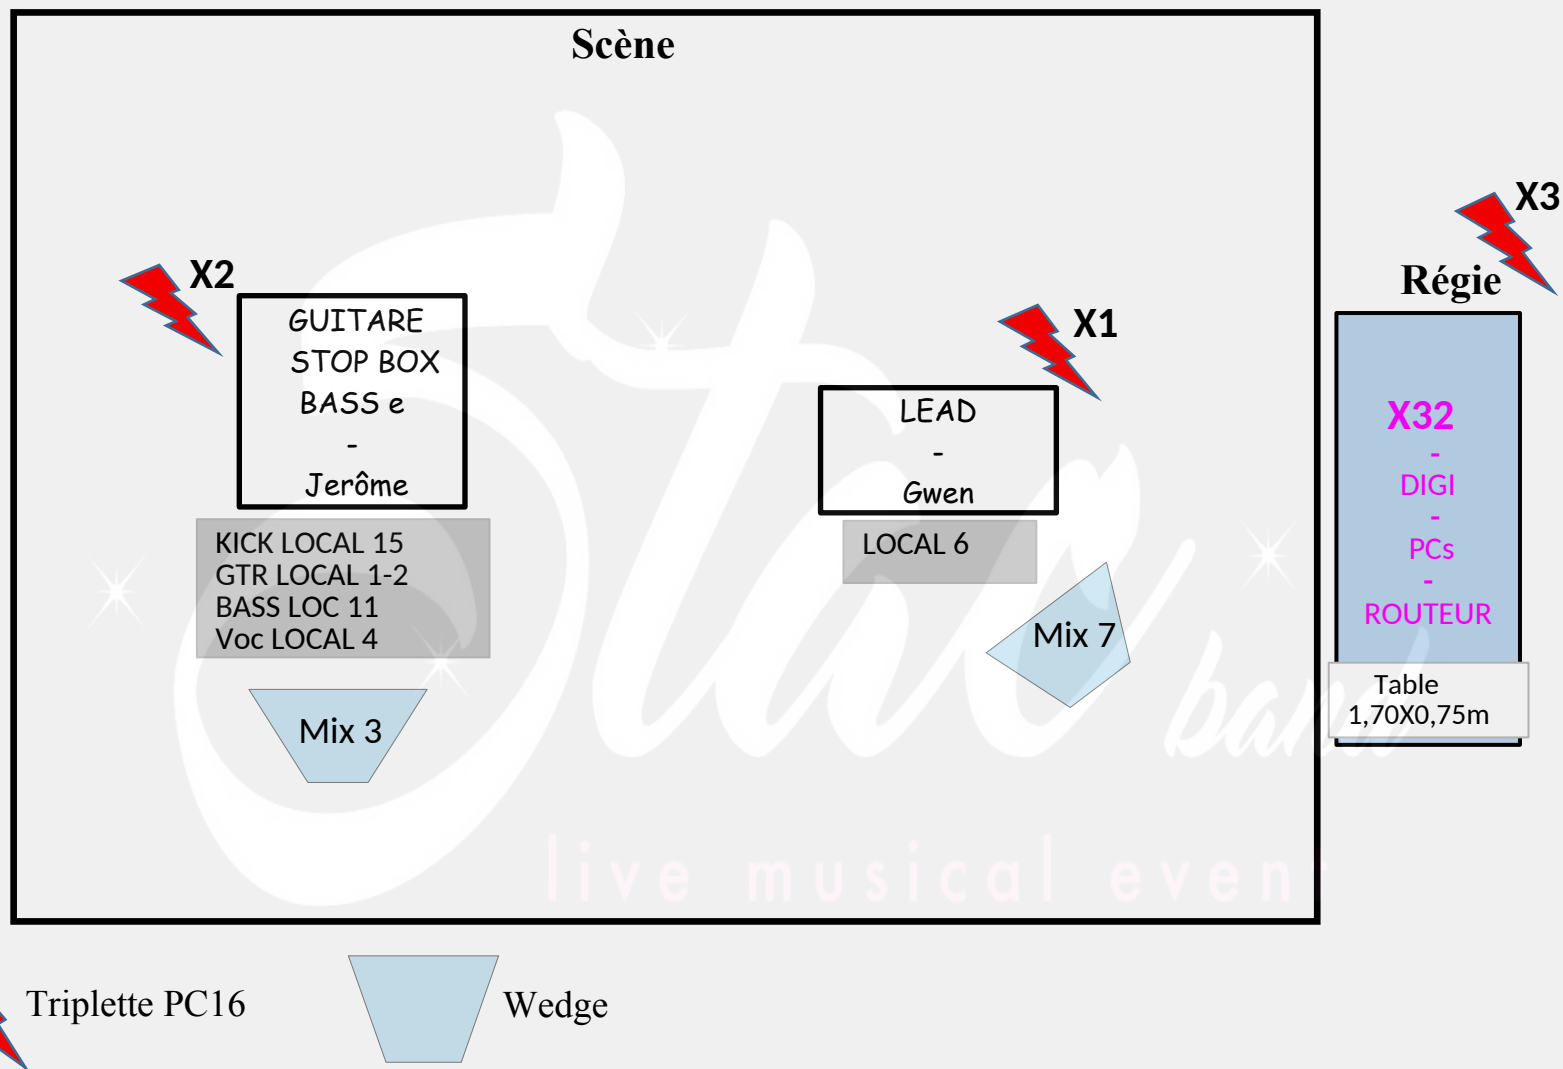 Scène
X3
Régie
X2
X1
GUITARE
STOP BOX
BASS e
-
Jerôme
LEAD
-
Gwen
X32
-
DIGI
-
PCs
-
ROUTEUR
KICK LOCAL 15
GTR LOCAL 1-2
BASS LOC 11
Voc LOCAL 4
LOCAL 6
Mix 7
Mix 3
Table
1,70X0,75m
Star
band
live musical event
Triplette PC16
Wedge